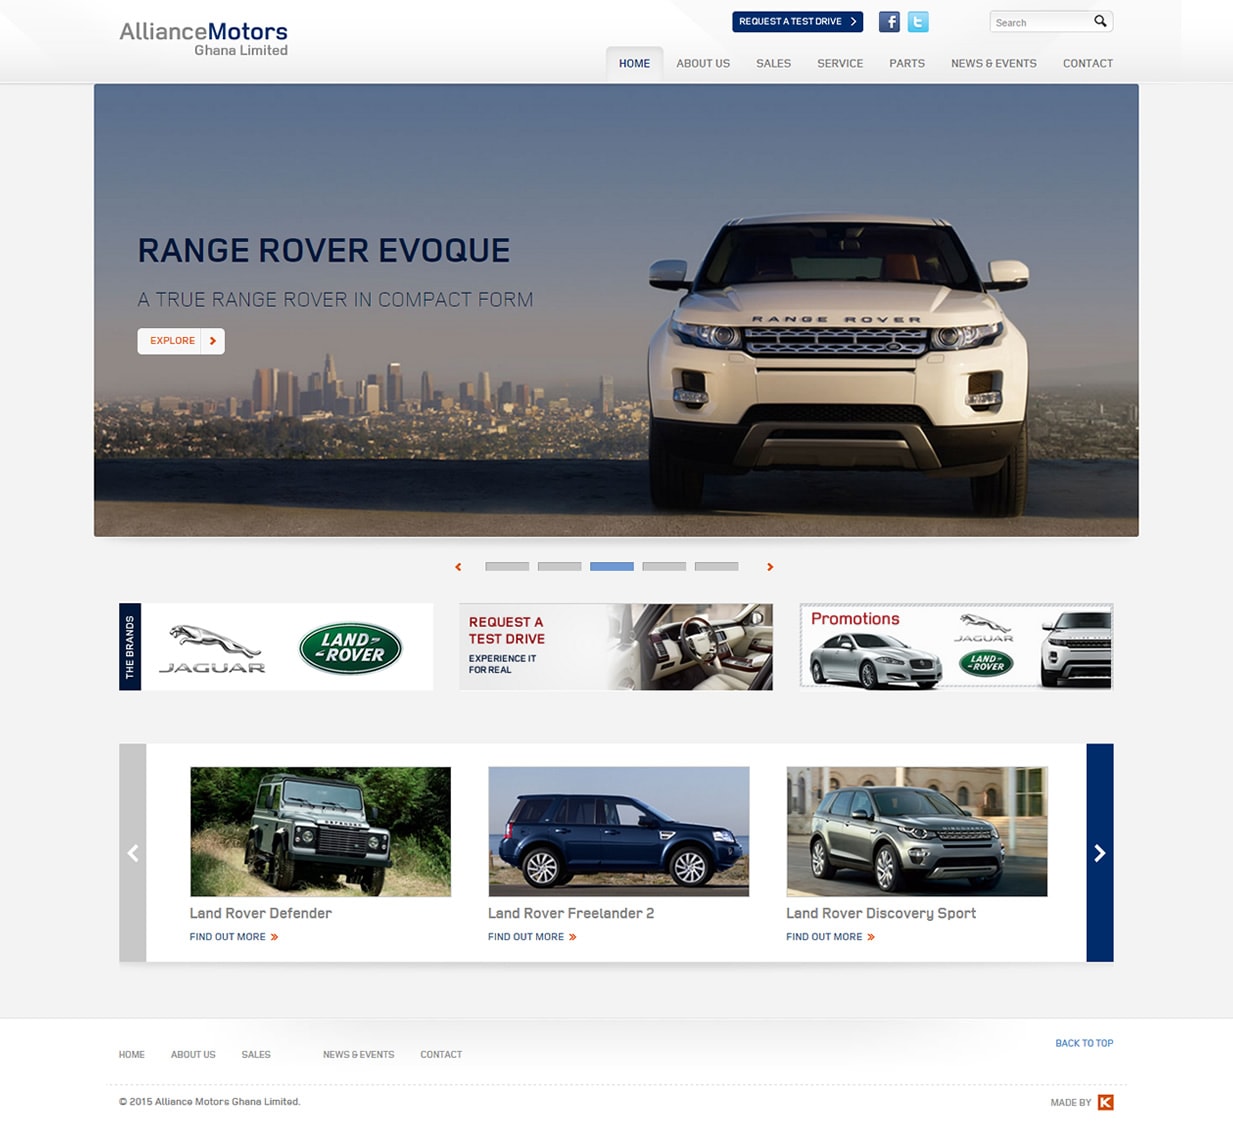 AllianceMotors
Ghana Limited
REQUEST A TEST DRIVE
Search
HOME
ABOUT US
SALES
SERVICE
PARTS
NEWS & EVENTS
CONTACT
RANGE ROVER EVOQUE
A TRUE RANGE ROVER IN COMPACT FORM
EXPLORE
RANGE ROVER
THE BRANDS
JAGUAR
LAND
ROVER
REQUEST A
TEST DRIVE
EXPERIENCE IT
FOR REAL
Promotions
JAGUAR
LAND
ROVER
DEFENDER
Land Rover Defender
FIND OUT MORE
Land Rover Freelander 2
FIND OUT MORE
Land Rover Discovery Sport
FIND OUT MORE
HOME
ABOUT US
SALES
NEWS & EVENTS
CONTACT
BACK TO TOP
© 2015 Alliance Motors Ghana Limited.
MADE BY K